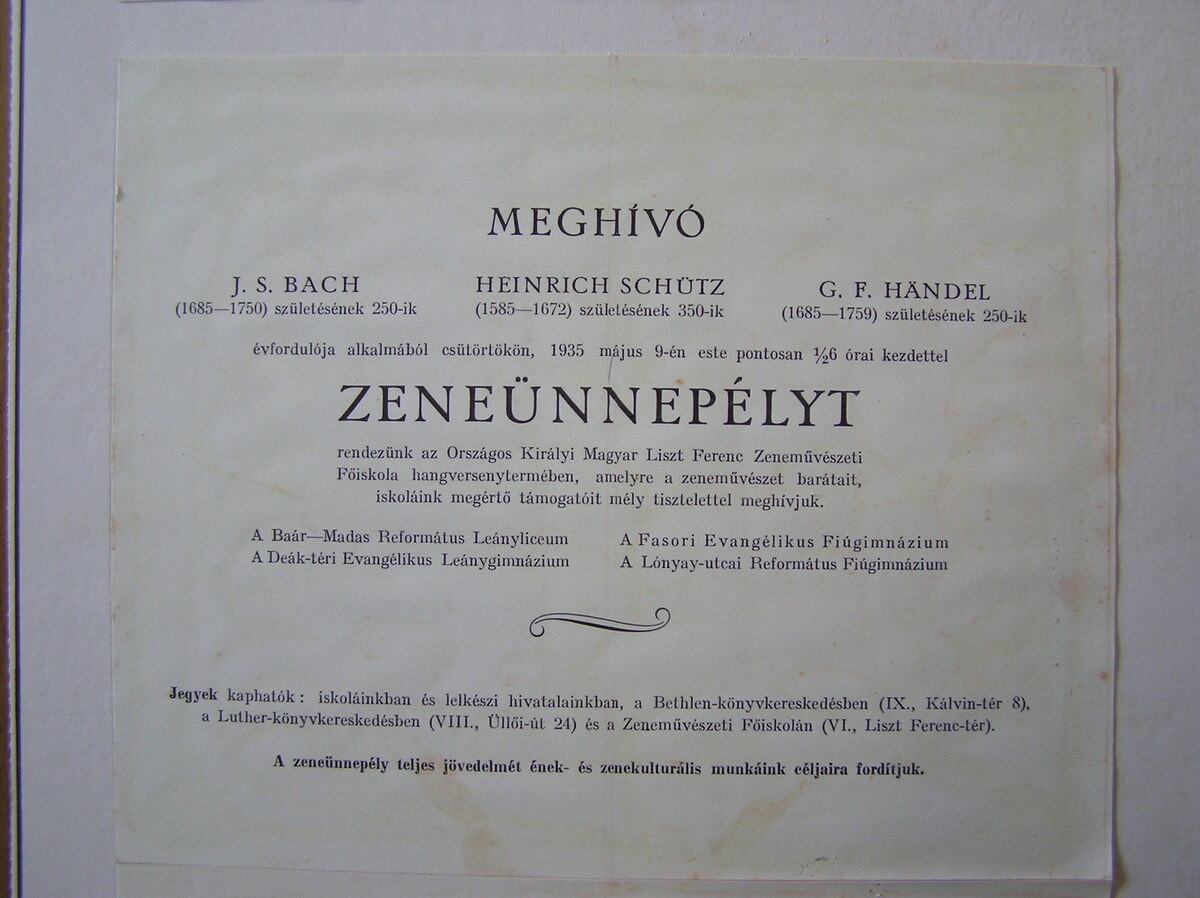 MEGHÍVÓ
J. S. BACH
(1685—1750) születésének 250-ik
HEINRICH SCHÜTZ
(1585—1672) születésének 350-ik
G. F. HÄNDEL
(1685—1759) születésének 250-ik
évfordulója alkalmából csütörtökön, 1935 május 9-én este pontosan ½6 órai kezdettel
ZENEÜNNEPÉLYT
rendezünk az Országos Királyi Magyar Liszt Ferenc Zeneművészeti
Főiskola hangversenytermében, amelyre a zeneművészet barátait,
iskoláink megértő támogatóit mély tisztelettel meghívjuk.
A Baár—Madas Református Leányliceum
A Deák-téri Evangélikus Leánygimnázium
A Fasori Evangélikus Fiúgimnázium
A Lónyay-utcai Református Fiúgimnázium
Jegyek kaphatók : iskoláinkban és lelkészi hivatalainkban, a Bethlen-könyvkereskedésben (IX., Kálvin-tér 8),
a Luther-könyvkereskedésben (VIII., Üllői-út 24) és a Zeneművészeti Főiskolán (VI., Liszt Ferenc-tér).
A zeneünnepély teljes jövedelmét ének- és zenekulturális munkáink céljaira fordítjuk.